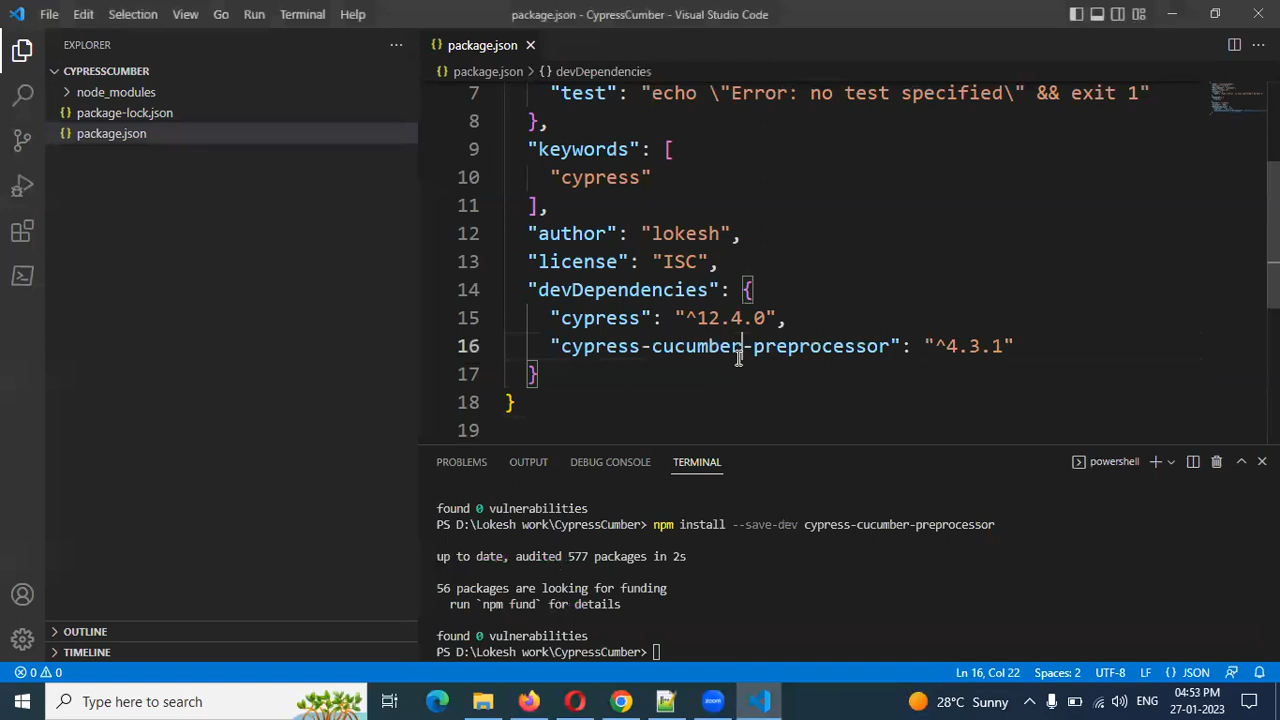 File Edit Selection View Go Run Terminal Help
package.json - CypressCumber - Visual Studio Code
EXPLORER
CYPRESSCUMBER
node_modules
{} package-lock.json
{} package.json
OUTLINE
TIMELINE
{} package.json
{} package.json > {} devDependencies
7 "test": "echo \"Error: no test specified\" && exit 1"
8 },
9 "keywords": [
10 "cypress"
11 ],
12 "author": "lokesh",
13 "license": "ISC",
14 "devDependencies": {
15 "cypress": "^12.4.0",
16 "cypress-cucumber-preprocessor": "^4.3.1"
17 }
18 }
19
PROBLEMS OUTPUT DEBUG CONSOLE TERMINAL
powershell
found 0 vulnerabilities
PS D:\Lokesh work\CypressCumber> npm install --save-dev cypress-cucumber-preprocessor
up to date, audited 577 packages in 2s
56 packages are looking for funding
run `npm fund` for details
found 0 vulnerabilities
PS D:\Lokesh work\CypressCumber>
0 0 Ln 16, Col 22 Spaces: 2 UTF-8 LF {} JSON
Type here to search
zoom
28°C Sunny
ENG
04:53 PM
27-01-2023